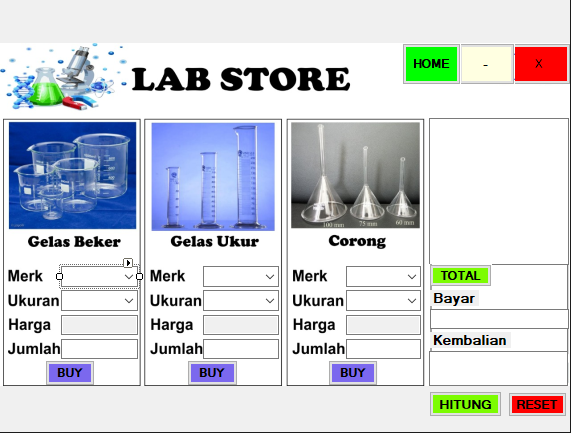 LAB STORE
HOME
-
X
100 mm 75 mm 60 mm
Gelas Beker
Gelas Ukur
Corong
Merk
Ukuran
Harga
Jumlah
BUY
Merk
Ukuran
Harga
Jumlah
BUY
Merk
Ukuran
Harga
Jumlah
BUY
TOTAL
Bayar
Kembalian
HITUNG
RESET